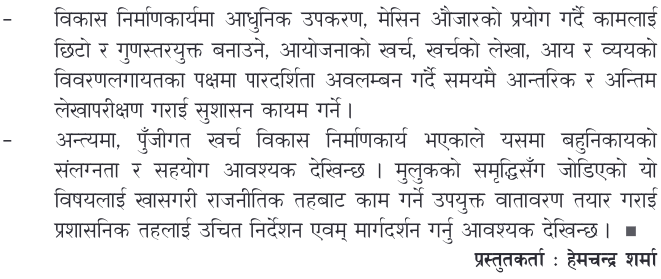 – विकास निर्माणकार्यमा आधुनिक उपकरण, मेसिन औजारको प्रयोग गर्दै कामलाई
छिटो र गुणस्तरयुक्त बनाउने, आयोजनाको खर्च, खर्चको लेखा, आय र व्ययको
विवरणलगायतका पक्षमा पारदर्शिता अवलम्बन गर्दै समयमै आन्तरिक र अन्तिम
लेखापरीक्षण गराई सुशासन कायम गर्ने ।
– अन्त्यमा, पुँजीगत खर्च विकास निर्माणकार्य भएकाले यसमा बहुनिकायको
संलग्नता र सहयोग आवश्यक देखिन्छ । मुलुकको समृद्धिसँग जोडिएको यो
विषयलाई खासगरी राजनीतिक तहबाट काम गर्ने उपयुक्त वातावरण तयार गराई
प्रशासनिक तहलाई उचित निर्देशन एवम् मार्गदर्शन गर्नु आवश्यक देखिन्छ । ■
प्रस्तुतकर्ता : हेमचन्द्र शर्मा